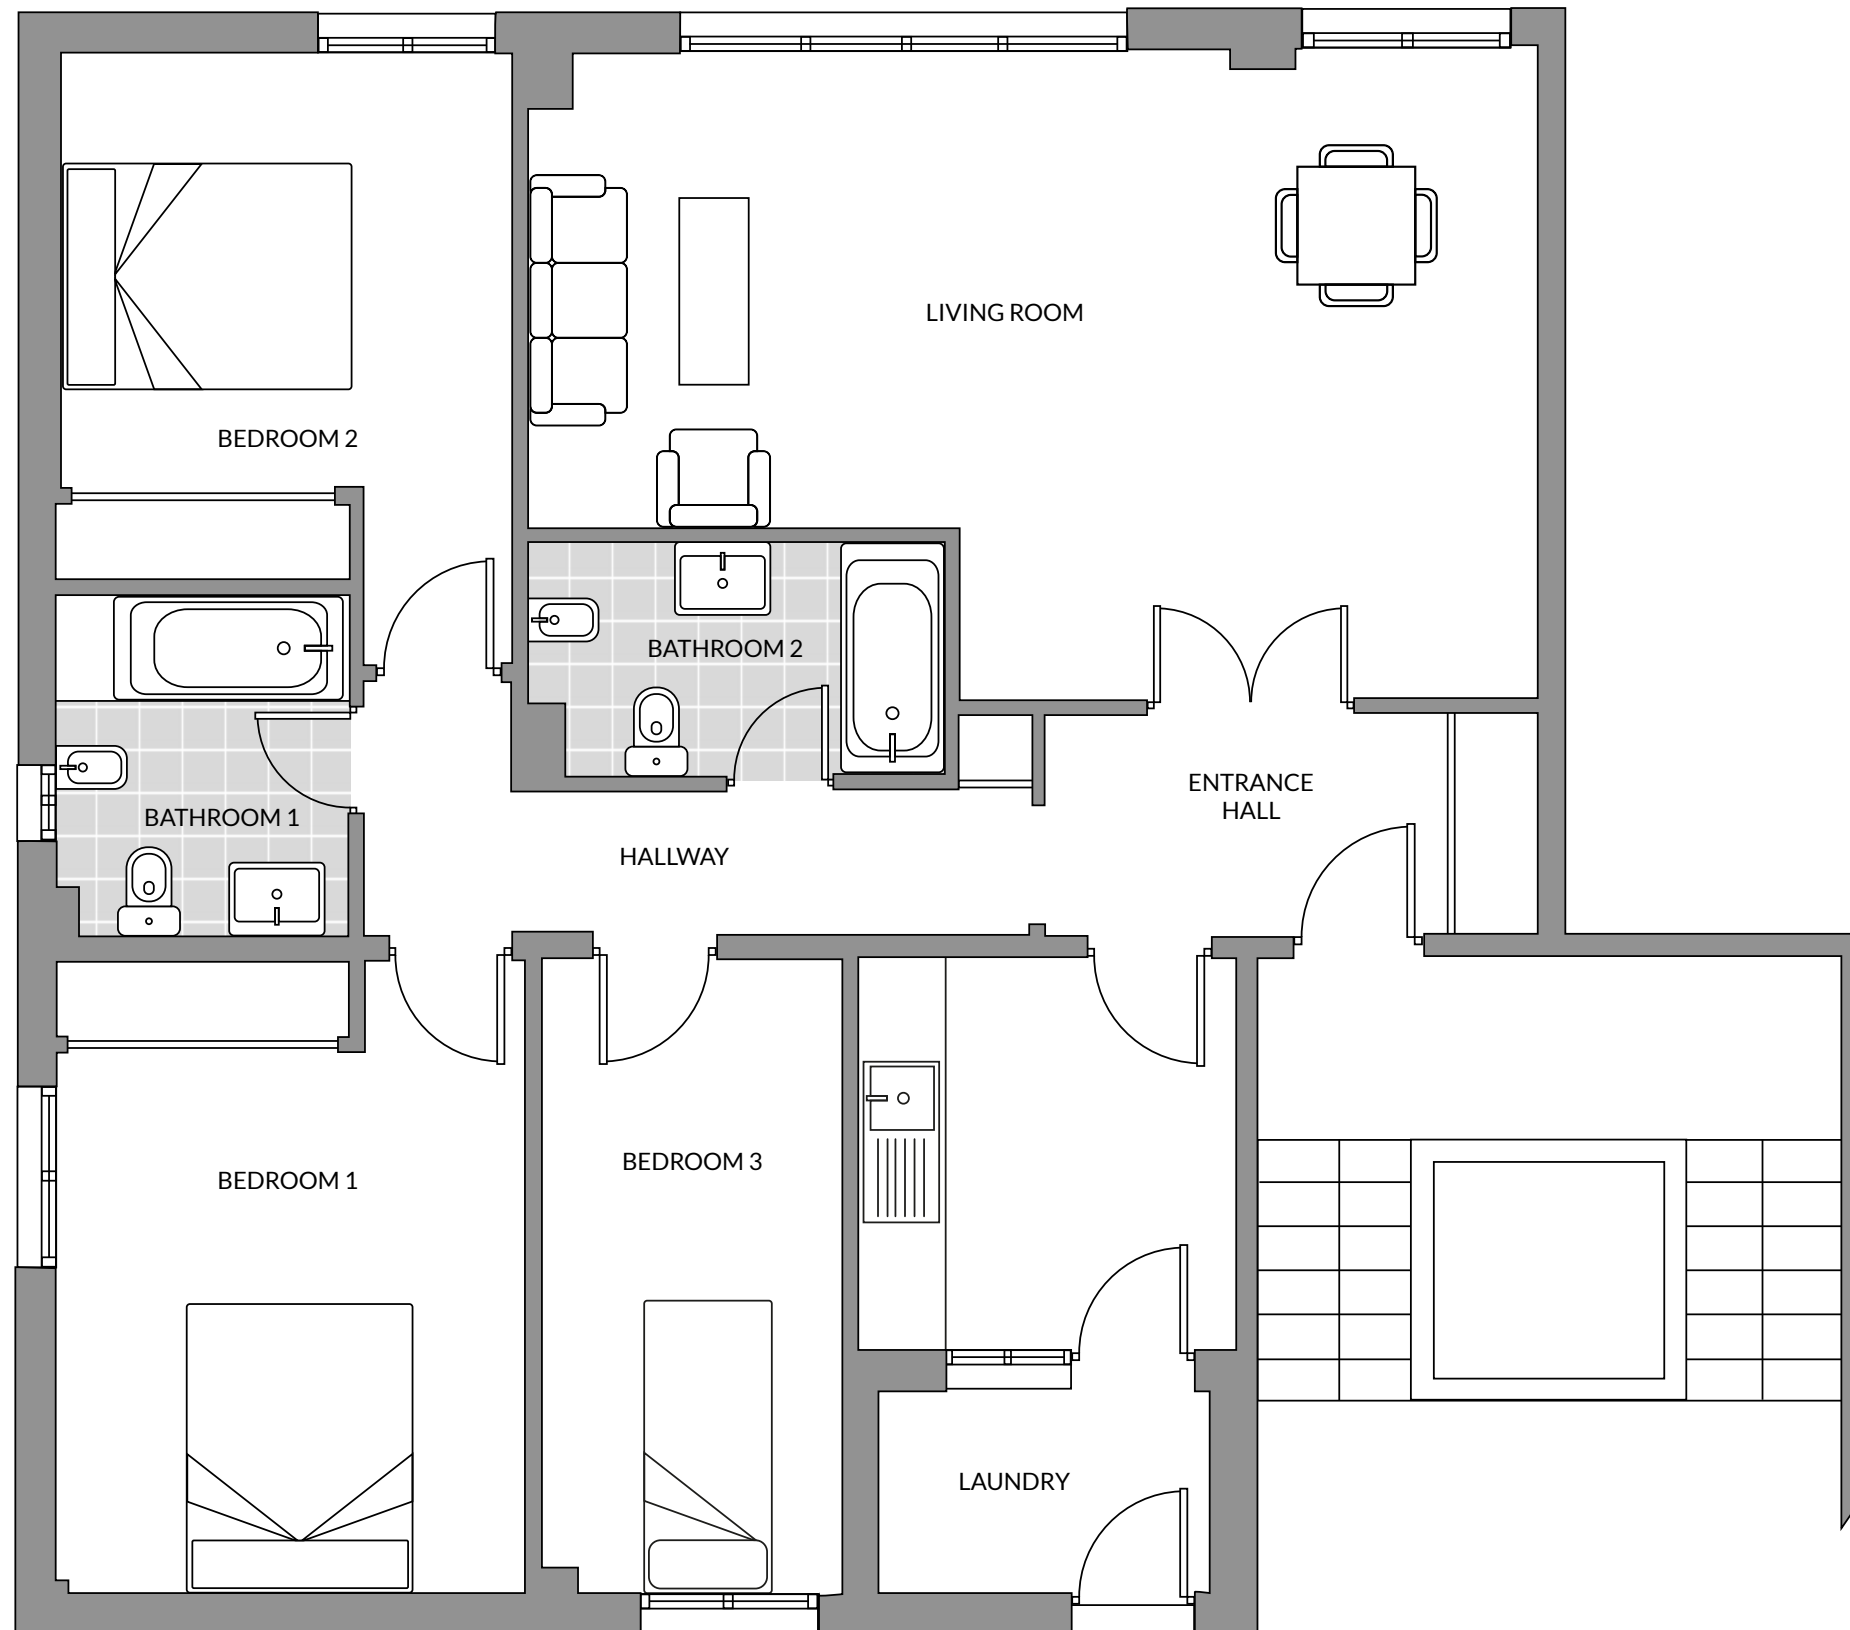 LIVING ROOM
BEDROOM 2
BATHROOM 2
ENTRANCE
HALL
BATHROOM 1
HALLWAY
BEDROOM 3
BEDROOM 1
LAUNDRY